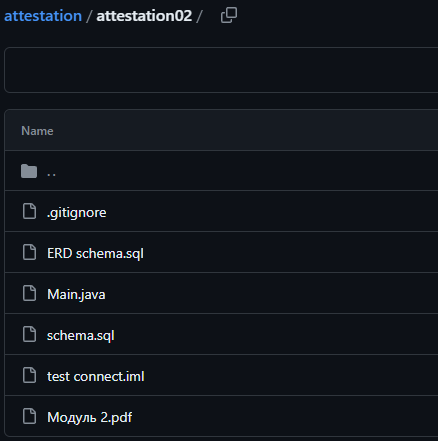 attestation / attestation02 /
Name
..
.gitignore
ERD schema.sql
Main.java
schema.sql
test connect.iml
Модуль 2.pdf